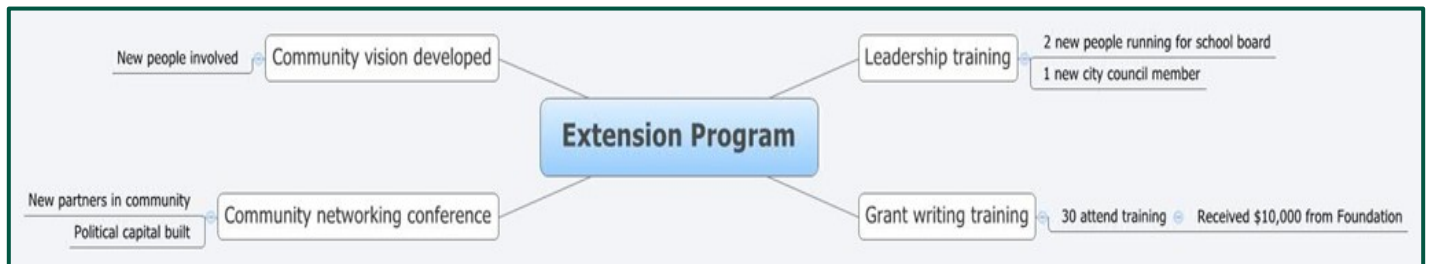 New people involved
Community vision developed
Leadership training
2 new people running for school board
1 new city council member
Extension Program
New partners in community
Political capital built
Community networking conference
Grant writing training
30 attend training
Received $10,000 from Foundation